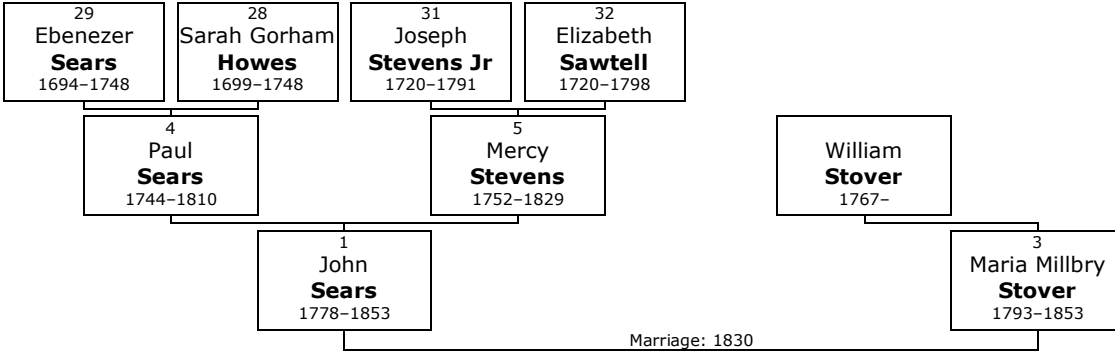 29
Ebenezer
Sears
1694–1748
28
Sarah Gorham
Howes
1699–1748
31
Joseph
Stevens Jr
1720–1791
32
Elizabeth
Sawtell
1720–1798
4
Paul
Sears
1744–1810
5
Mercy
Stevens
1752–1829
William
Stover
1767–
1
John
Sears
1778–1853
3
Maria Millbry
Stover
1793–1853
Marriage: 1830